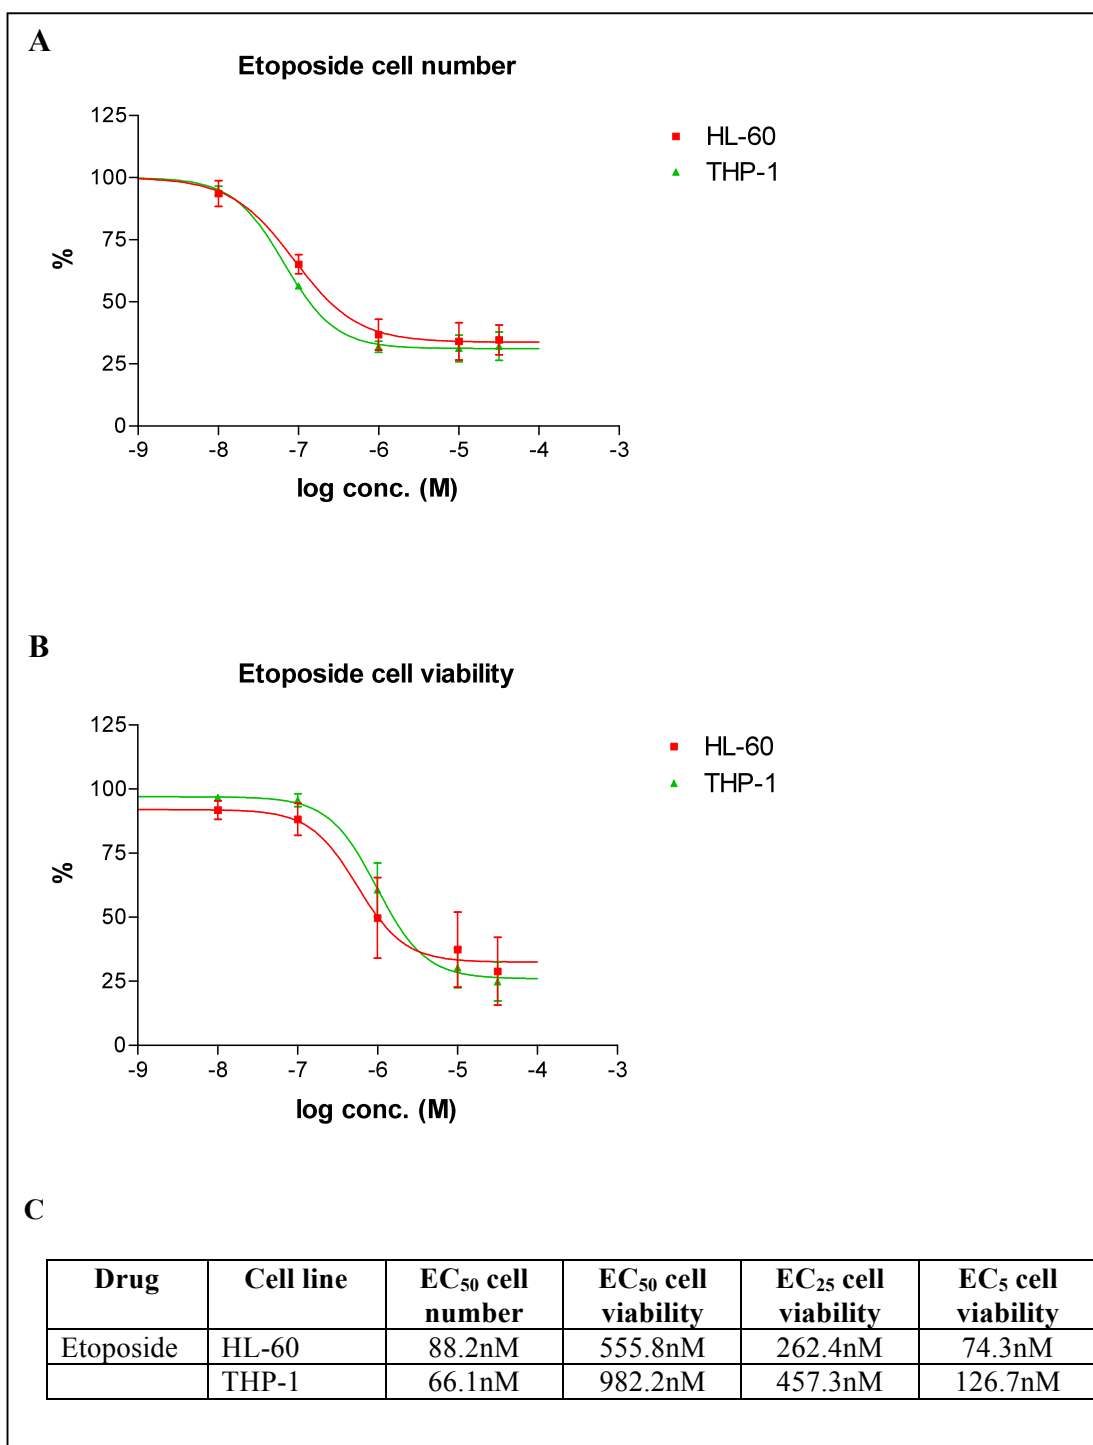 A
Etoposide cell number
125
100
75
50
25
0
%
-9 -8 -7 -6 -5 -4 -3
log conc. (M)
HL-60
THP-1
B
Etoposide cell viability
125
100
75
50
25
0
%
-9 -8 -7 -6 -5 -4 -3
log conc. (M)
HL-60
THP-1
C
Drug Cell line EC50 cell number EC50 cell viability EC25 cell viability EC5 cell viability
Etoposide HL-60 88.2nM 555.8nM 262.4nM 74.3nM
THP-1 66.1nM 982.2nM 457.3nM 126.7nM